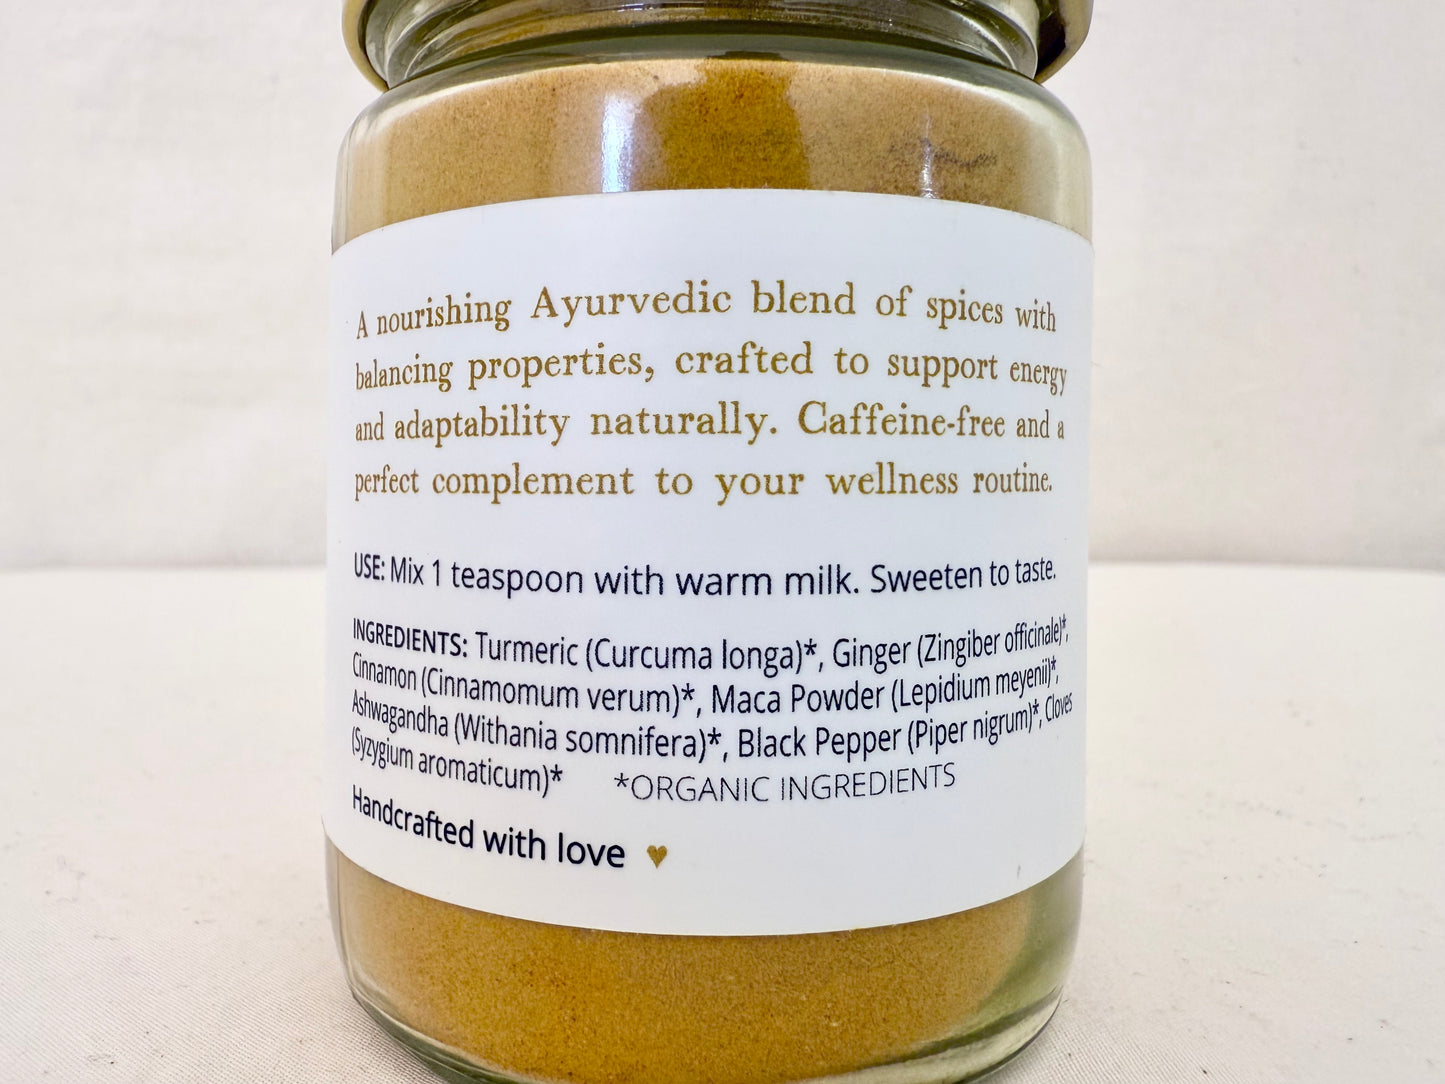 A nourishing Ayurvedic blend of spices with
balancing properties, crafted to support energy
and adaptability naturally. Caffeine-free and a
perfect complement to your wellness routine.
USE: Mix 1 teaspoon with warm milk. Sweeten to taste.
INGREDIENTS: Turmeric (Curcuma longa)*, Ginger (Zingiber officinale)*,
Cinnamon (Cinnamomum verum)*, Maca Powder (Lepidium meyenii)*,
Ashwagandha (Withania somnifera)*, Black Pepper (Piper nigrum)*, Cloves
(Syzygium aromaticum)* *ORGANIC INGREDIENTS
Handcrafted with love ♥